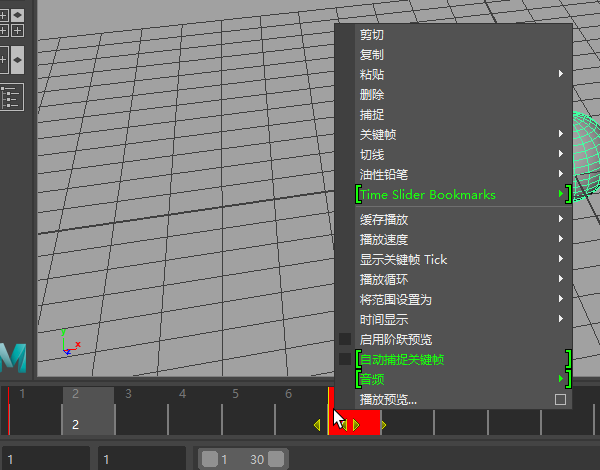 剪切
复制
粘贴
删除
捕捉
关键帧
切线
油性铅笔
Time Slider Bookmarks
缓存播放
播放速度
显示关键帧 Tick
播放循环
将范围设置为
时间显示
启用阶跃预览
自动捕捉关键帧
音频
播放预览...
y
x
z
M
1 2 3 4 5 6
2
1 1 1 30